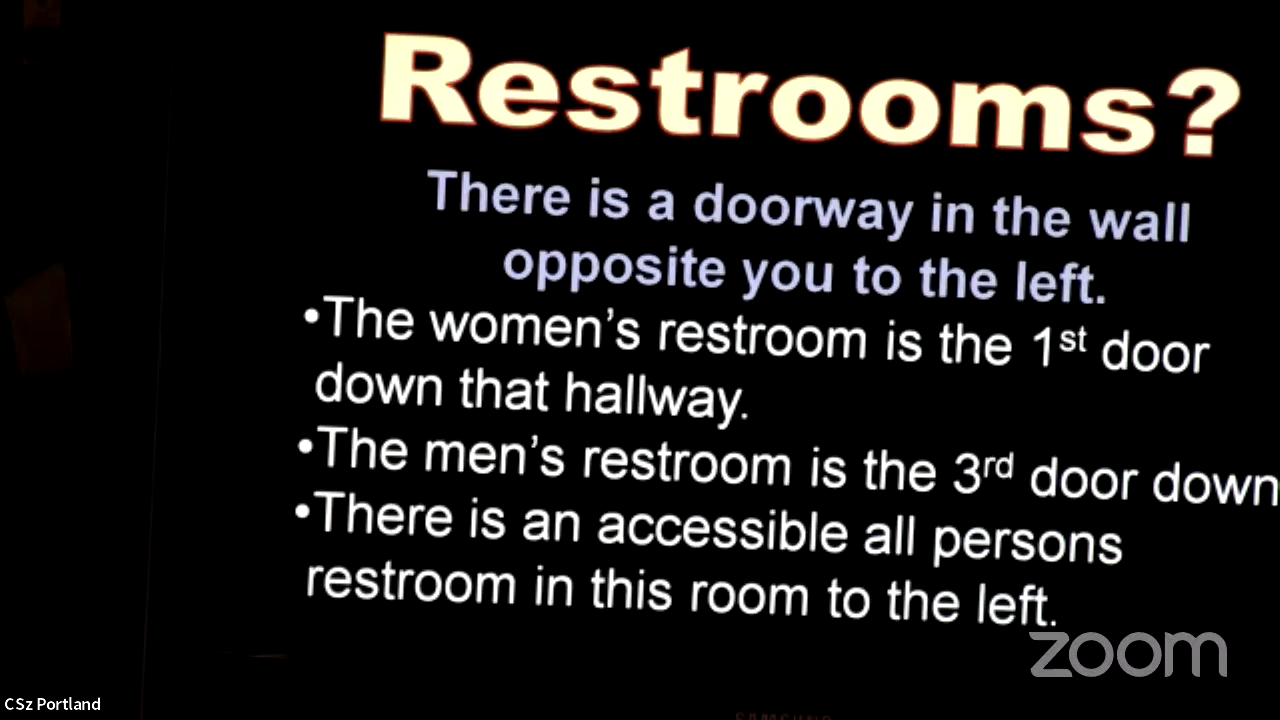 Restrooms?
There is a doorway in the wall
opposite you to the left.
•The women’s restroom is the 1st door
down that hallway.
•The men’s restroom is the 3rd door down
•There is an accessible all persons
restroom in this room to the left.
zoom
CSz Portland
SAMSUNG